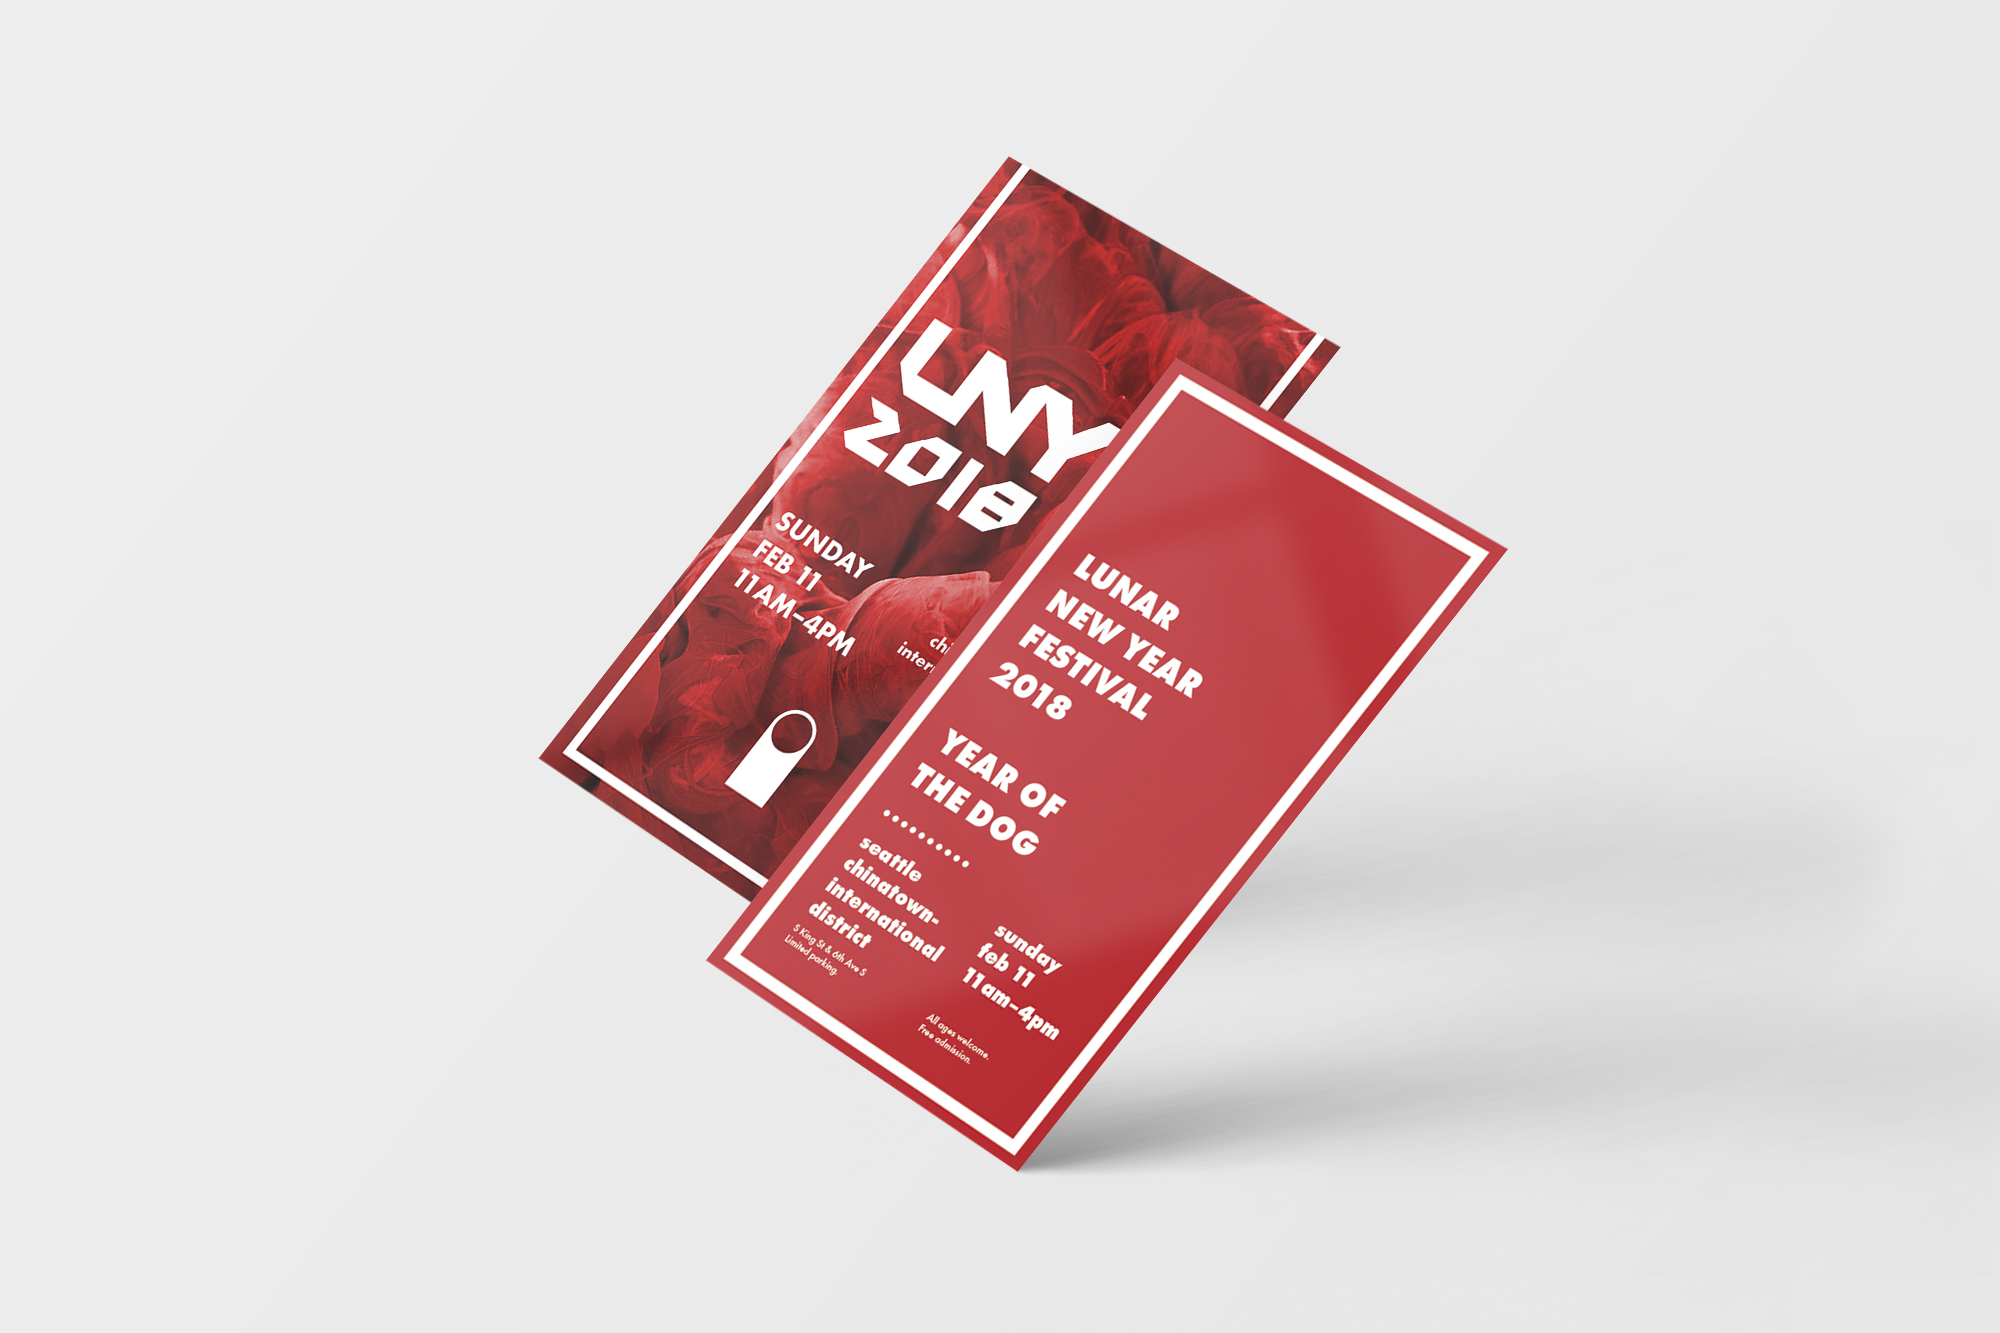 LNY
2018
SUNDAY
FEB 11
11AM–4PM
LUNAR
NEW YEAR
FESTIVAL
2018
YEAR OF
THE DOG
seattle
chinatown-
international
district
S King St & 6th Ave S
Limited parking.
sunday
feb 11
11am–4pm
All ages welcome.
Free admission.